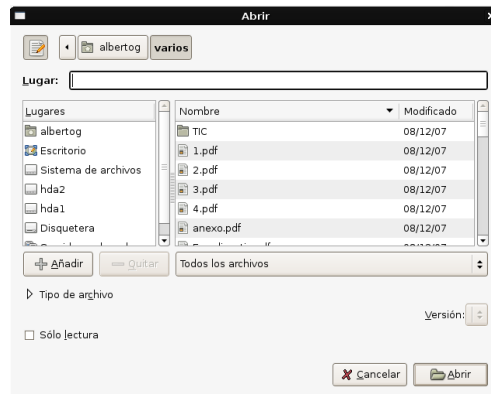 Abrir
albertog varios
Lugar:
Lugares Nombre Modificado
albertog TIC 08/12/07
Escritorio 1.pdf 08/12/07
Sistema de archivos 2.pdf 08/12/07
hda2 3.pdf 08/12/07
hda1 4.pdf 08/12/07
Disquetera anexo.pdf 08/12/07
Añadir Quitar Todos los archivos
Tipo de archivo
Versión:
Sólo lectura
Cancelar Abrir